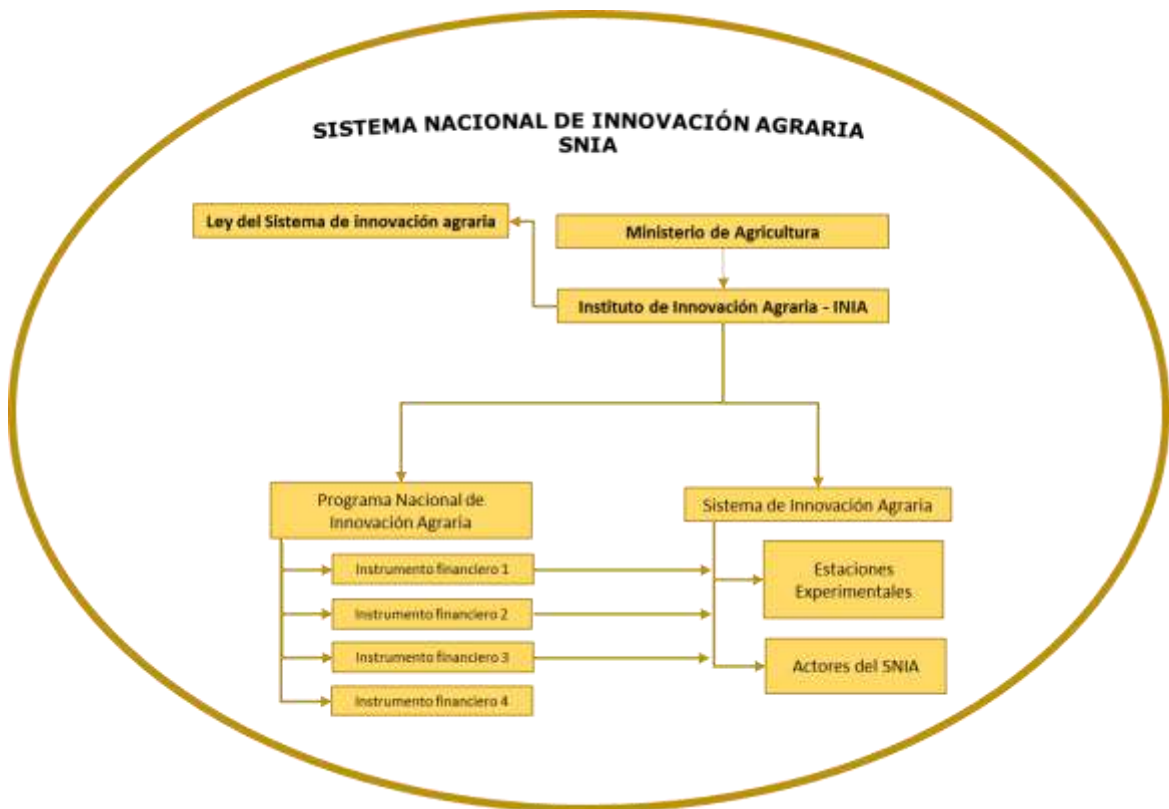 SISTEMA NACIONAL DE INNOVACIÓN AGRARIA
SNIA
Ley del Sistema de innovación agraria
Ministerio de Agricultura
Instituto de Innovación Agraria - INIA
Programa Nacional de
Innovación Agraria
Sistema de Innovación Agraria
Instrumento financiero 1
Instrumento financiero 2
Instrumento financiero 3
Instrumento financiero 4
Estaciones
Experimentales
Actores del SNIA